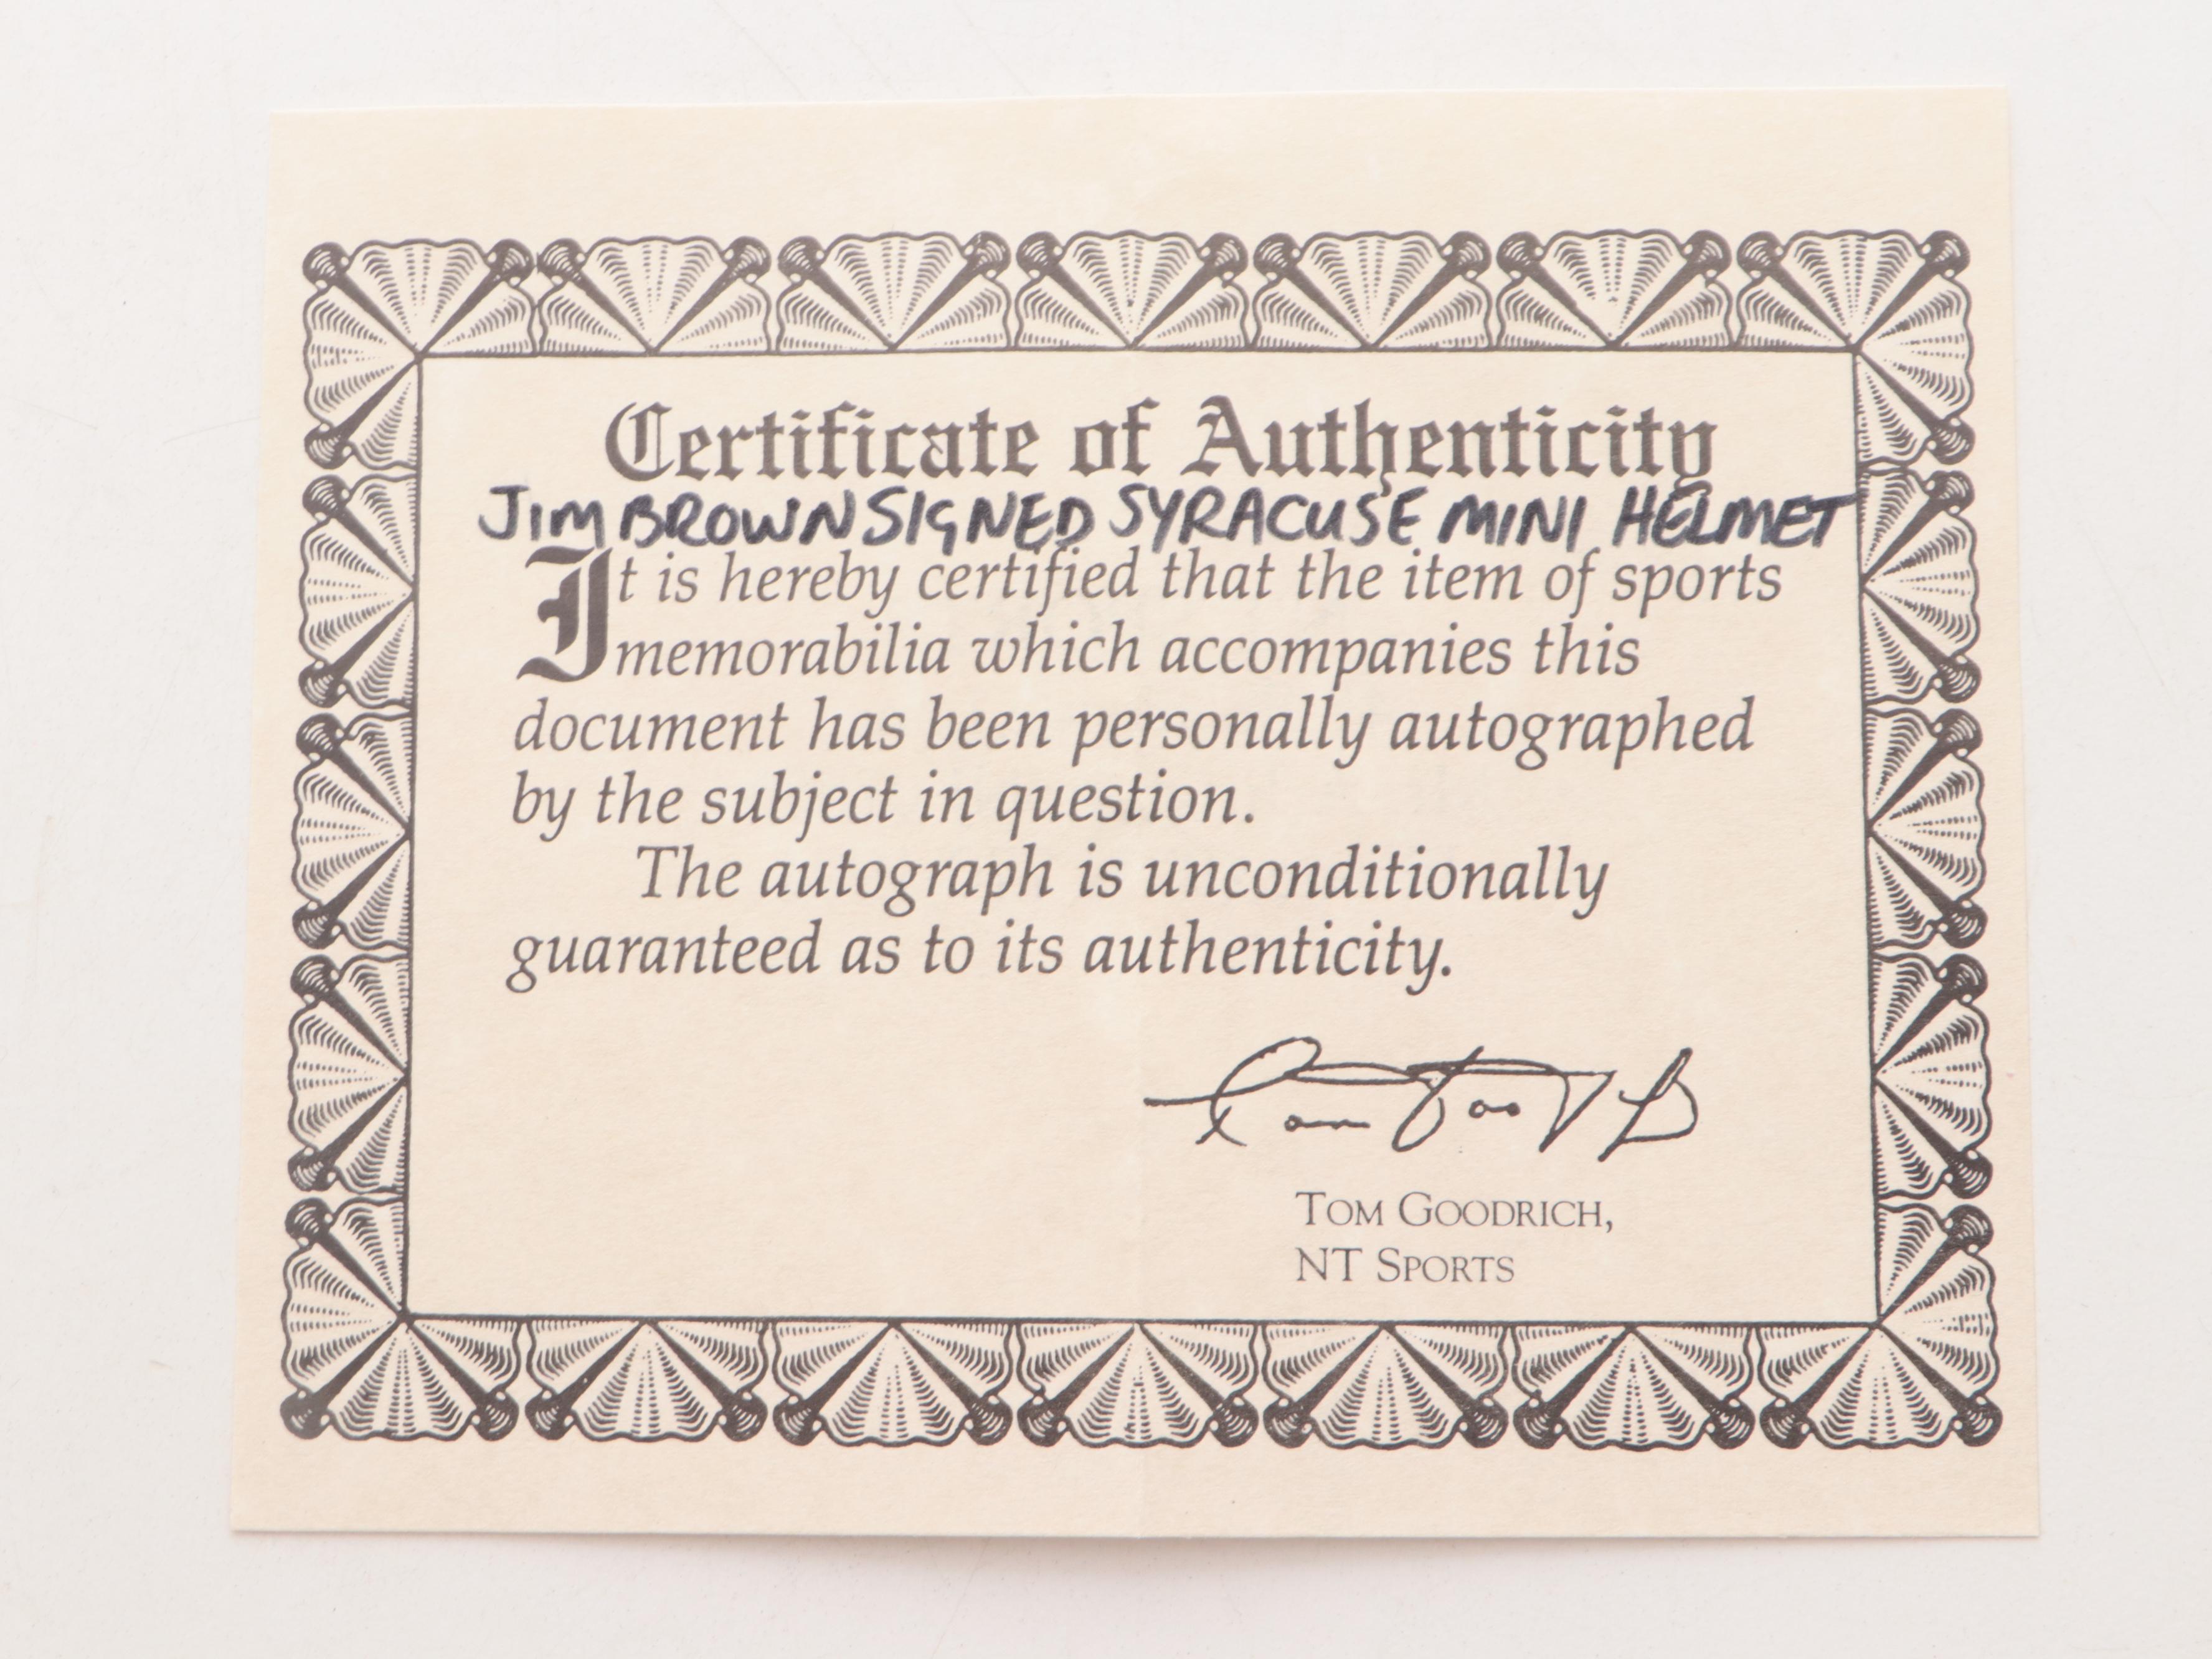 Certificate of Authenticity
JIM BROWN SIGNED SYRACUSE MINI HELMET
It is hereby certified that the item of sports
memorabilia which accompanies this
document has been personally autographed
by the subject in question.
The autograph is unconditionally
guaranteed as to its authenticity.
TOM GOODRICH,
NT SPORTS